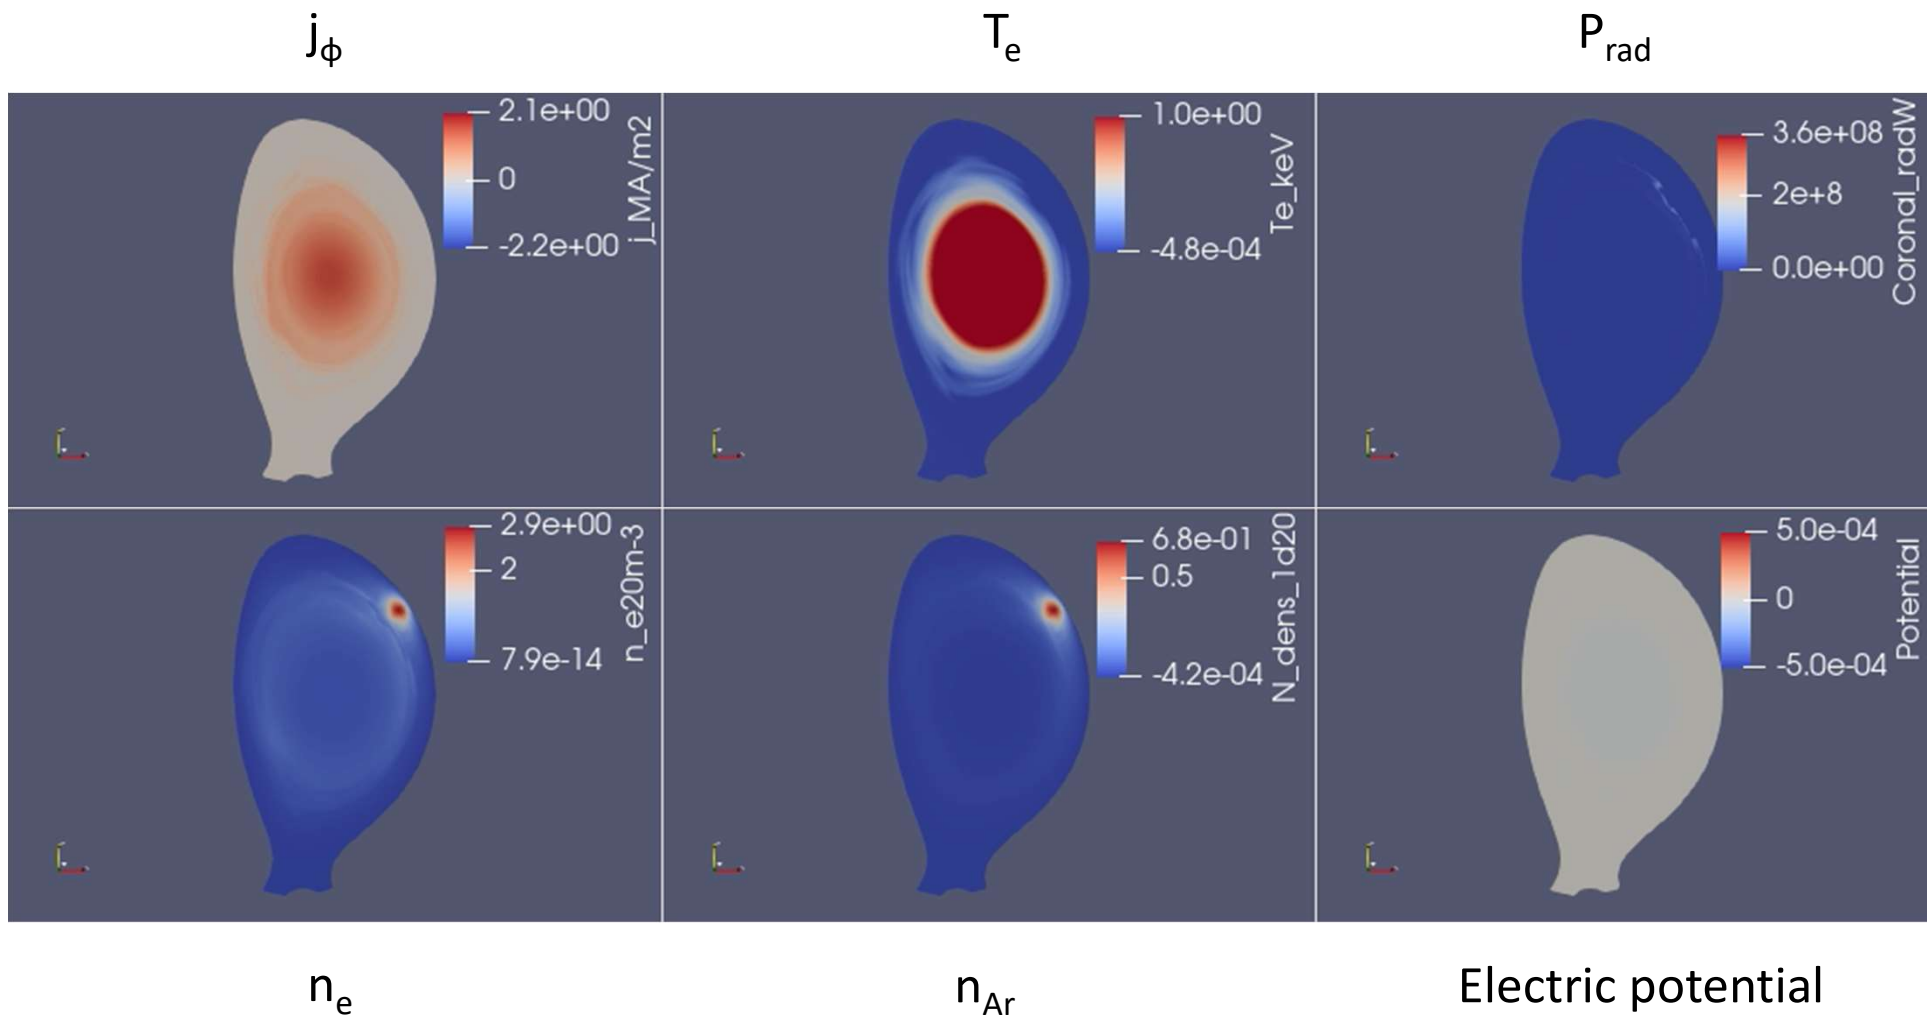 jϕ
Te
Prad
2.1e+00
0
-2.2e+00
j_MA/m2
1.0e+00
-4.8e-04
Te_keV
3.6e+08
2e+8
0.0e+00
Coronal_radW
2.9e+00
2
7.9e-14
n_e20m-3
6.8e-01
0.5
-4.2e-04
N_dens_1d20
5.0e-04
0
-5.0e-04
Potential
ne
nAr
Electric potential